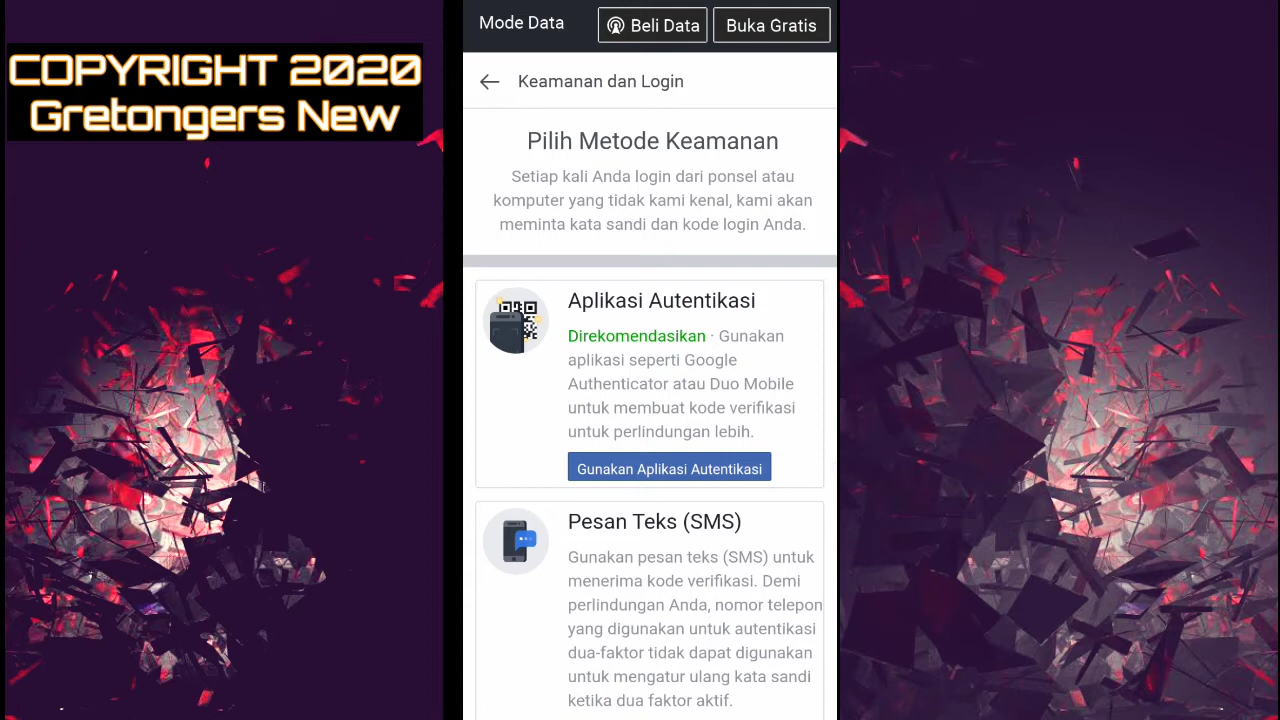 COPYRIGHT 2020
Gretongers New
Mode Data
Beli Data
Buka Gratis
Keamanan dan Login
Pilih Metode Keamanan
Setiap kali Anda login dari ponsel atau
komputer yang tidak kami kenal, kami akan
meminta kata sandi dan kode login Anda.
Aplikasi Autentikasi
Direkomendasikan · Gunakan
aplikasi seperti Google
Authenticator atau Duo Mobile
untuk membuat kode verifikasi
untuk perlindungan lebih.
Gunakan Aplikasi Autentikasi
Pesan Teks (SMS)
Gunakan pesan teks (SMS) untuk
menerima kode verifikasi. Demi
perlindungan Anda, nomor telepon
yang digunakan untuk autentikasi
dua-faktor tidak dapat digunakan
untuk mengatur ulang kata sandi
ketika dua faktor aktif.